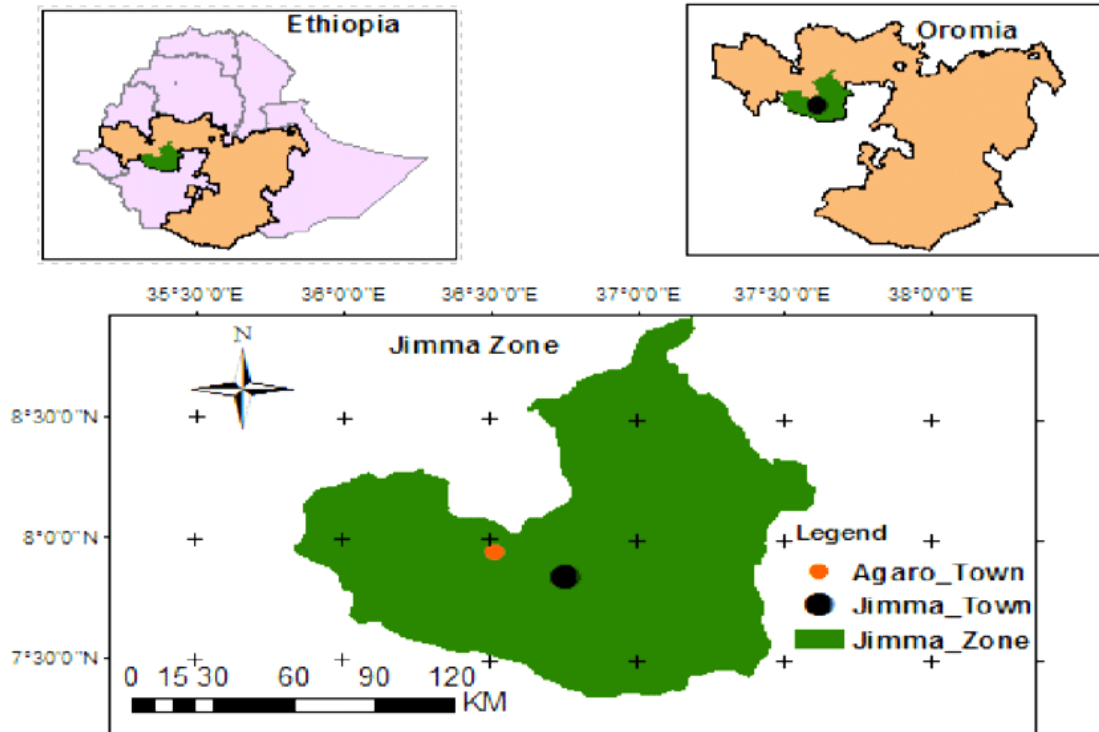 Ethiopia
Oromia
35°30'0"E 36°0'0"E 36°30'0"E 37°0'0"E 37°30'0"E 38°0'0"E
N
Jimma Zone
8°30'0"N
8°0'0"N
7°30'0"N
Legend
Agaro_Town
Jimma_Town
Jimma_Zone
0 15 30 60 90 120
KM